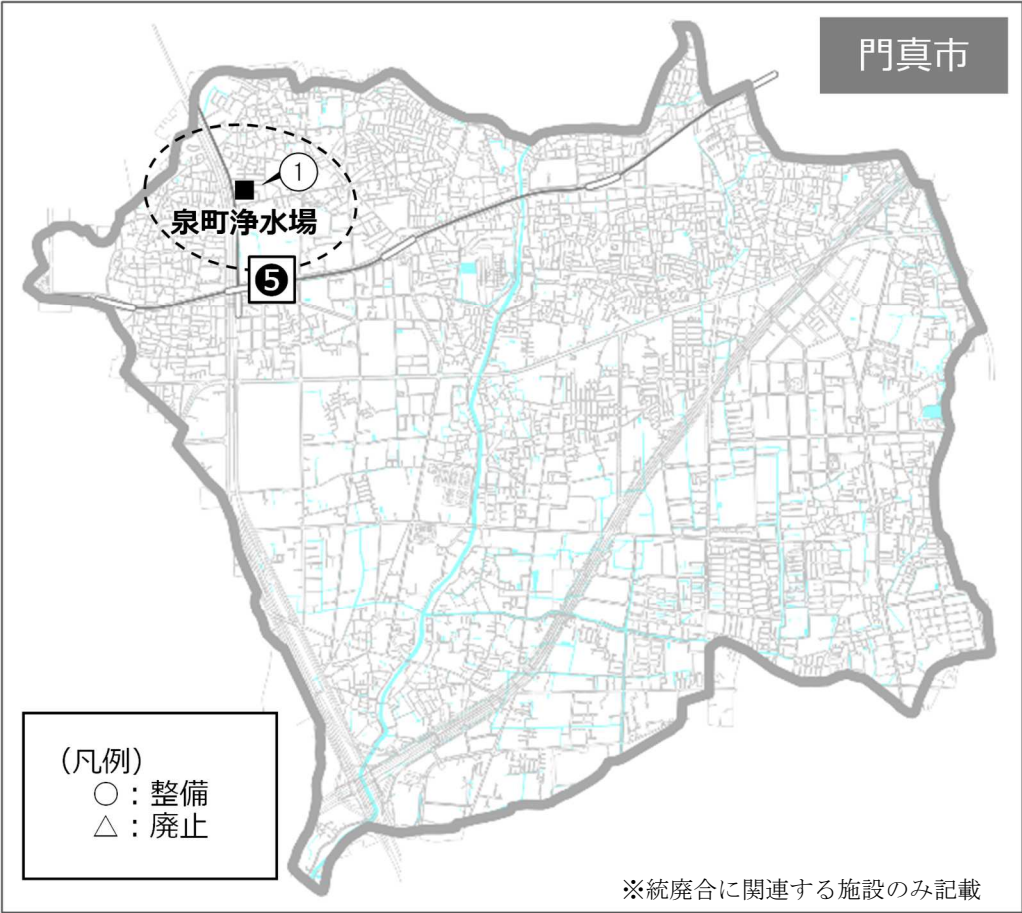 門真市
①
泉町浄水場
❺
(凡例)
○：整備
△：廃止
※統廃合に関連する施設のみ記載